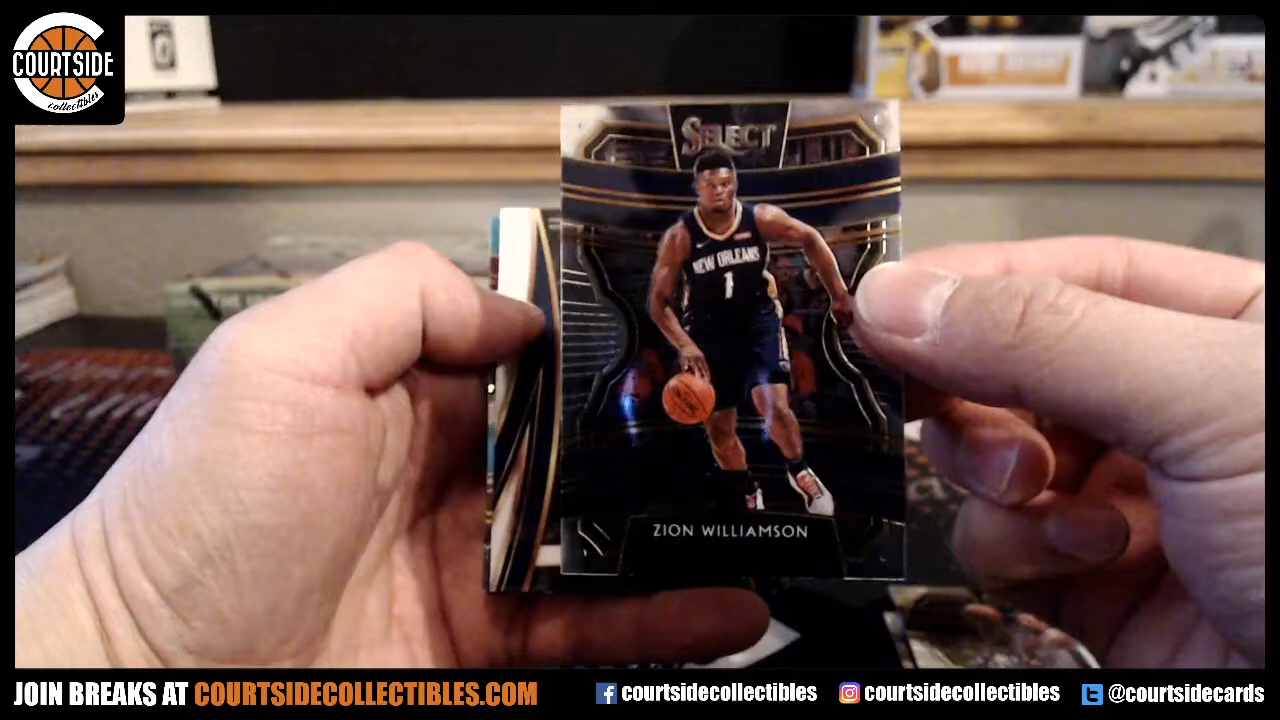 COURTSIDE
collectibles
SELECT
NEW ORLEANS
1
ZION WILLIAMSON
JOIN BREAKS AT COURTSIDECOLLECTIBLES.COM
courtsidecollectibles
courtsidecollectibles
@courtsidecards